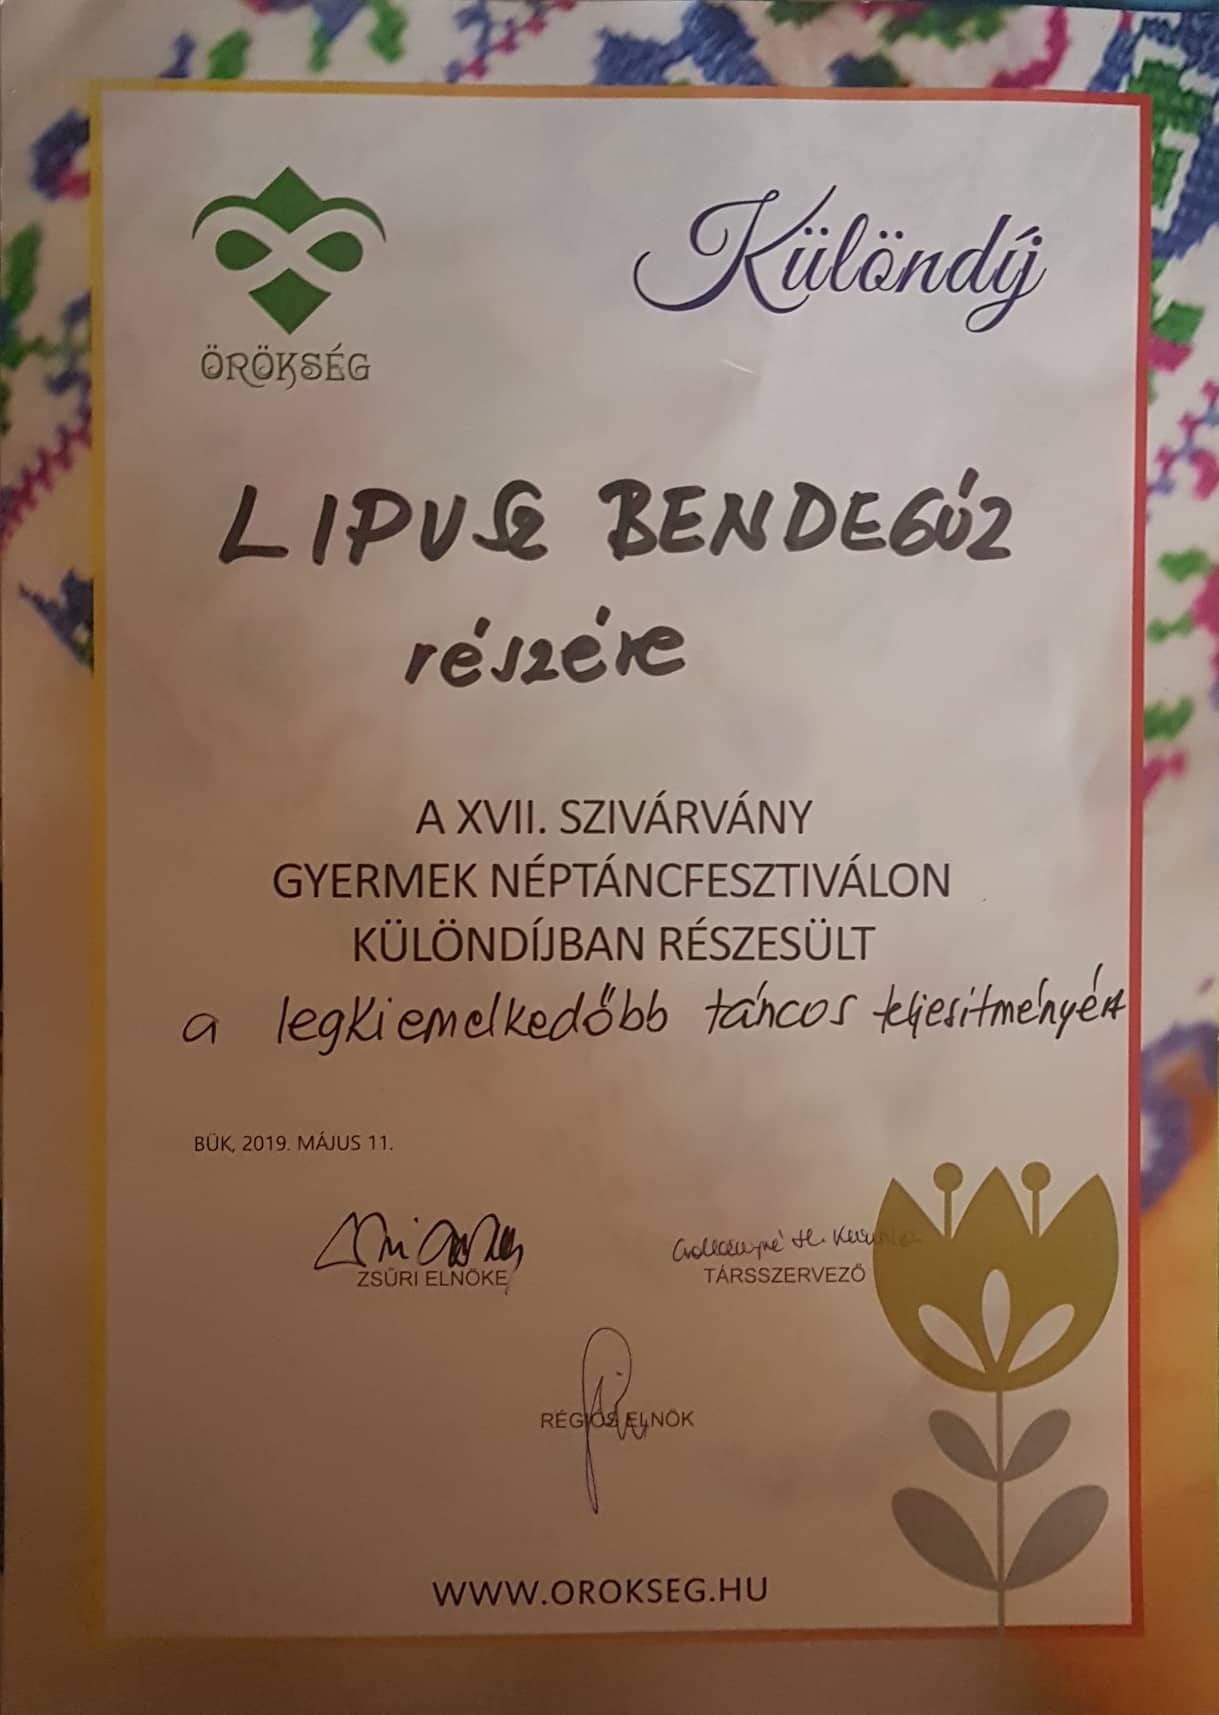 Különdíj
ÖRÖKSÉG
LIPUSZ BENDEGÚZ
részére
A XVII. SZIVÁRVÁNY
GYERMEK NÉPTÁNCFESZTIVÁLON
KÜLÖNDÍJBAN RÉSZESÜLT
a legkiemelkedőbb táncos teljesítményért
BÜK, 2019. MÁJUS 11.
ZSŰRI ELNÖKE
TÁRSSZERVEZŐ
RÉGIÓS ELNÖK
WWW.OROKSEG.HU